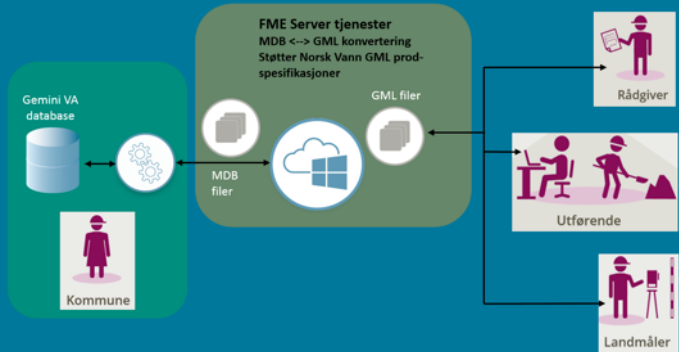 FME Server tjenester
MDB <--> GML konvertering
Støtter Norsk Vann GML prod-
spesifikasjoner
Gemini VA
database
MDB
filer
GML filer
Kommune
Rådgiver
Utførende
Landmåler